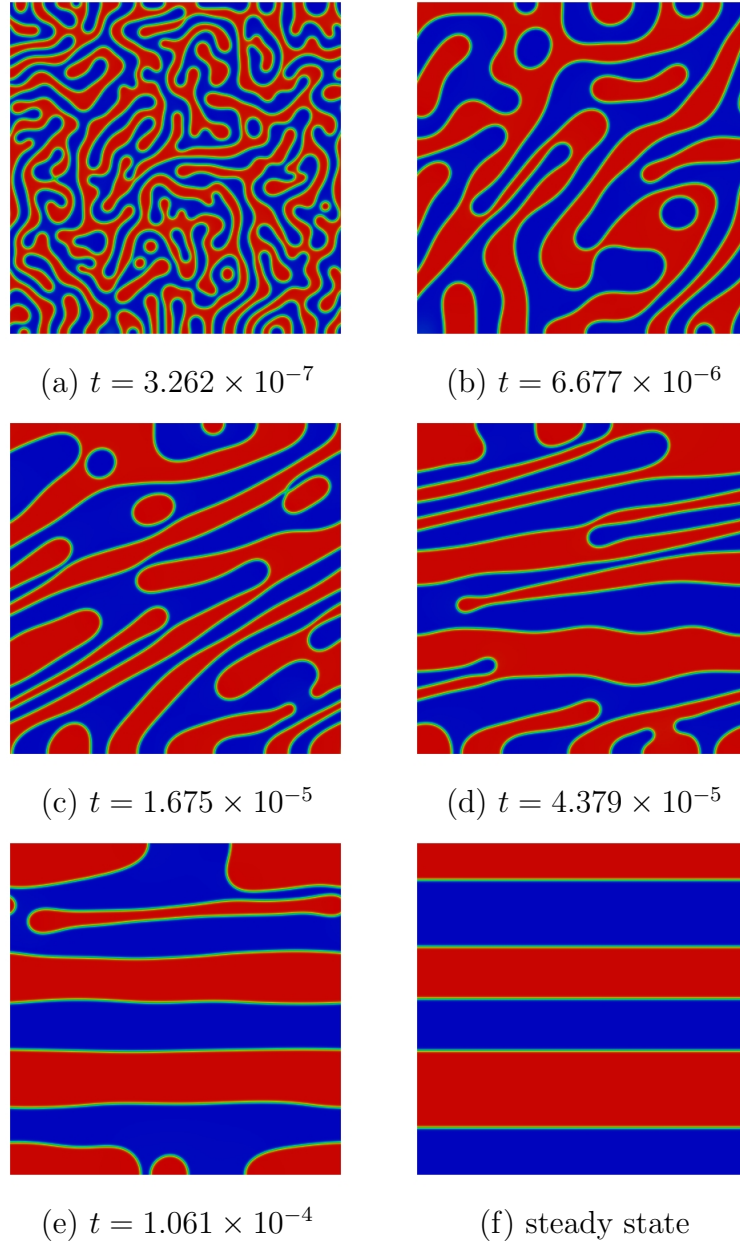 (a) t = 3.262 × 10⁻⁷
(b) t = 6.677 × 10⁻⁶
(c) t = 1.675 × 10⁻⁵
(d) t = 4.379 × 10⁻⁵
(e) t = 1.061 × 10⁻⁴
(f) steady state